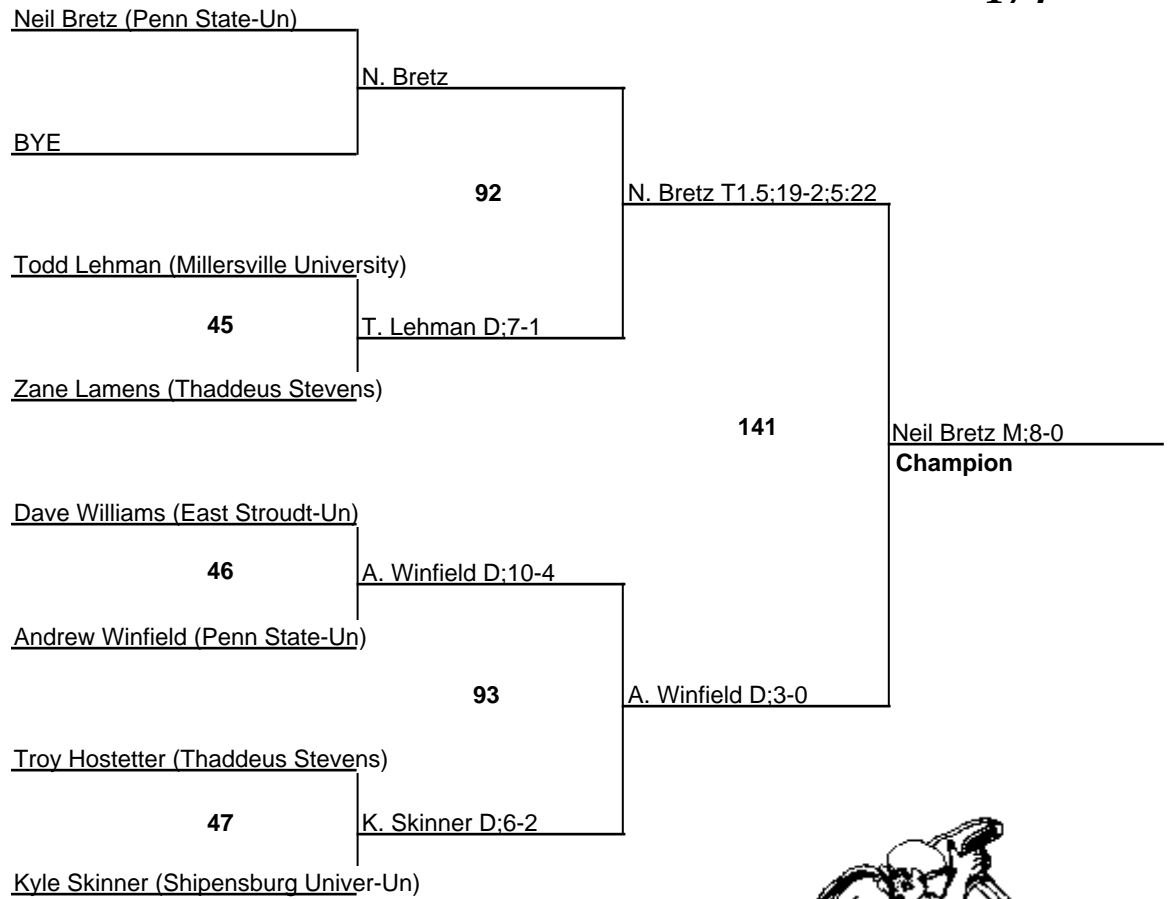 Neil Bretz (Penn State-Un)
N. Bretz
BYE
92
N. Bretz T1.5;19-2;5:22
Todd Lehman (Millersville University)
45
T. Lehman D;7-1
Zane Lamens (Thaddeus Stevens)
141
Neil Bretz M;8-0
Champion
Dave Williams (East Stroudt-Un)
46
A. Winfield D;10-4
Andrew Winfield (Penn State-Un)
93
A. Winfield D;3-0
Troy Hostetter (Thaddeus Stevens)
47
K. Skinner D;6-2
Kyle Skinner (Shipensburg Univer-Un)